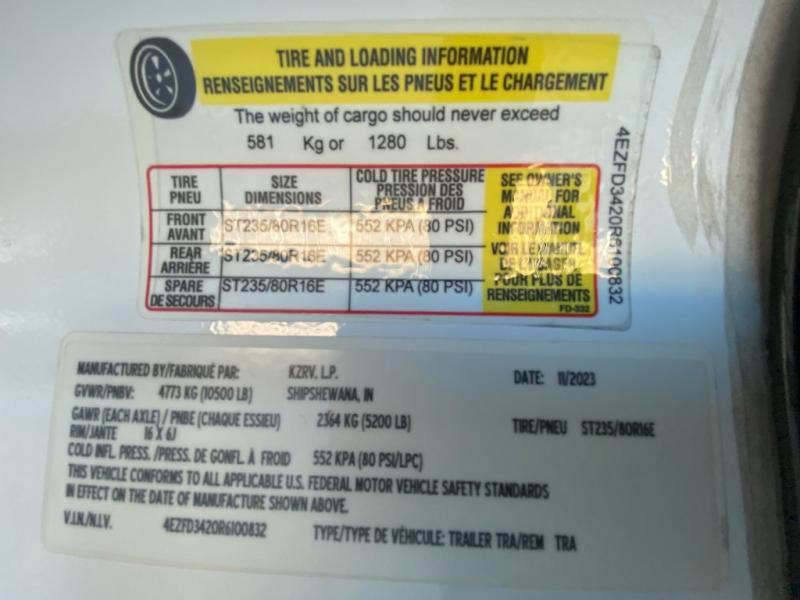 TIRE AND LOADING INFORMATION
RENSEIGNEMENTS SUR LES PNEUS ET LE CHARGEMENT
The weight of cargo should never exceed
581 Kg or 1280 Lbs.
TIRE PNEU
SIZE DIMENSIONS
COLD TIRE PRESSURE PRESSION DES PNEUS A FROID
SEE OWNER'S MANUAL FOR ADDITIONAL INFORMATION
FRONT AVANT
ST235/80R16E
552 KPA (80 PSI)
REAR ARRIÈRE
ST235/80R16E
552 KPA (80 PSI)
VOIR LE MANUEL DE L'USAGER POUR PLUS DE RENSEIGNEMENTS
SPARE DE SECOURS
ST235/80R16E
552 KPA (80 PSI)
FD-332
4EZFD3420R6100832
MANUFACTURED BY/FABRIQUÉ PAR: KZRV, L.P. DATE: 11/2023
GVWR/PNBV: 4773 KG (10500 LB) SHIPSHEWANA, IN
GAWR (EACH AXLE) / PNBE (CHAQUE ESSIEU) 2364 KG (5200 LB) TIRE/PNEU ST235/80R16E
RIM/JANTE 16 X 6J
COLD INFL. PRESS. /PRESS. DE GONFL. À FROID 552 KPA (80 PSI/LPC)
THIS VEHICLE CONFORMS TO ALL APPLICABLE U.S. FEDERAL MOTOR VEHICLE SAFETY STANDARDS
IN EFFECT ON THE DATE OF MANUFACTURE SHOWN ABOVE.
V.I.N./N.I.V. 4EZFD3420R6100832 TYPE/TYPE DE VÉHICULE: TRAILER TRA/REM TRA